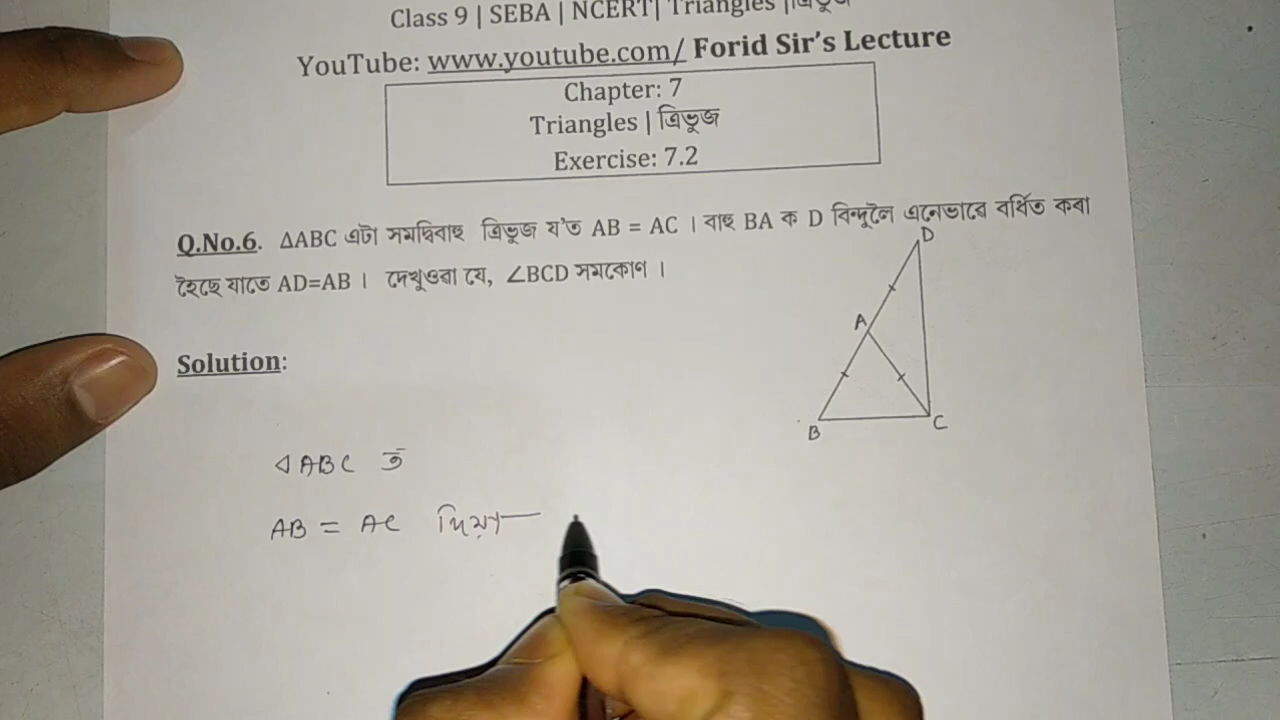 Class 9 | SEBA | NCERT| Triangles |ত্রিভূজ
YouTube: www.youtube.com/ Forid Sir's Lecture
Chapter: 7
Triangles | ত্রিভূজ
Exercise: 7.2
Q.No.6. ΔABC এটা সমদ্বিবাহু ত্রিভূজ য'ত AB = AC । বাহু BA ক D বিন্দুলৈ এনেভাৱে বৰ্ধিত কৰা
হৈছে যাতে AD=AB । দেখুওৱা যে, ∠BCD সমকোণ ।
D
A
B
C
Solution:
ΔABC ত
AB = AC দিয়া